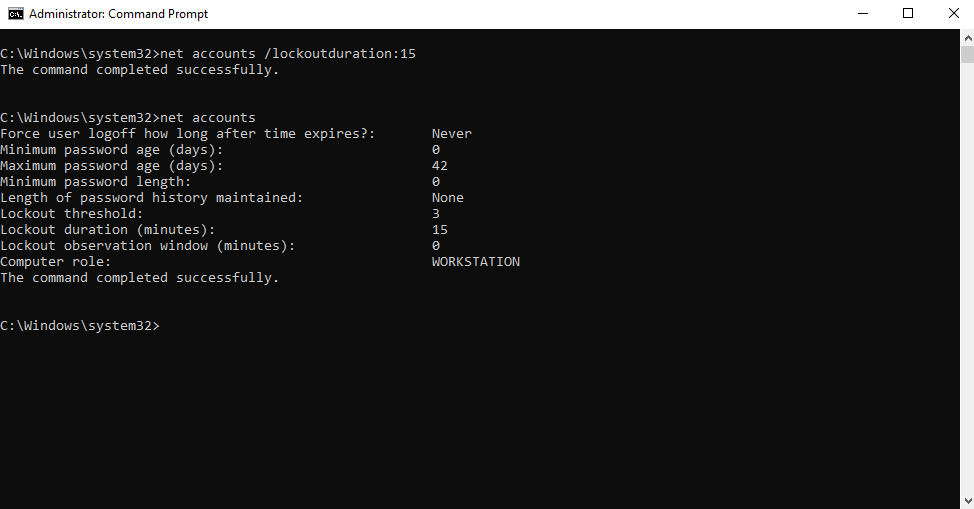 Administrator: Command Prompt
C:\Windows\system32>net accounts /lockoutduration:15
The command completed successfully.
C:\Windows\system32>net accounts
Force user logoff how long after time expires?: Never
Minimum password age (days): 0
Maximum password age (days): 42
Minimum password length: 0
Length of password history maintained: None
Lockout threshold: 3
Lockout duration (minutes): 15
Lockout observation window (minutes): 0
Computer role: WORKSTATION
The command completed successfully.
C:\Windows\system32>